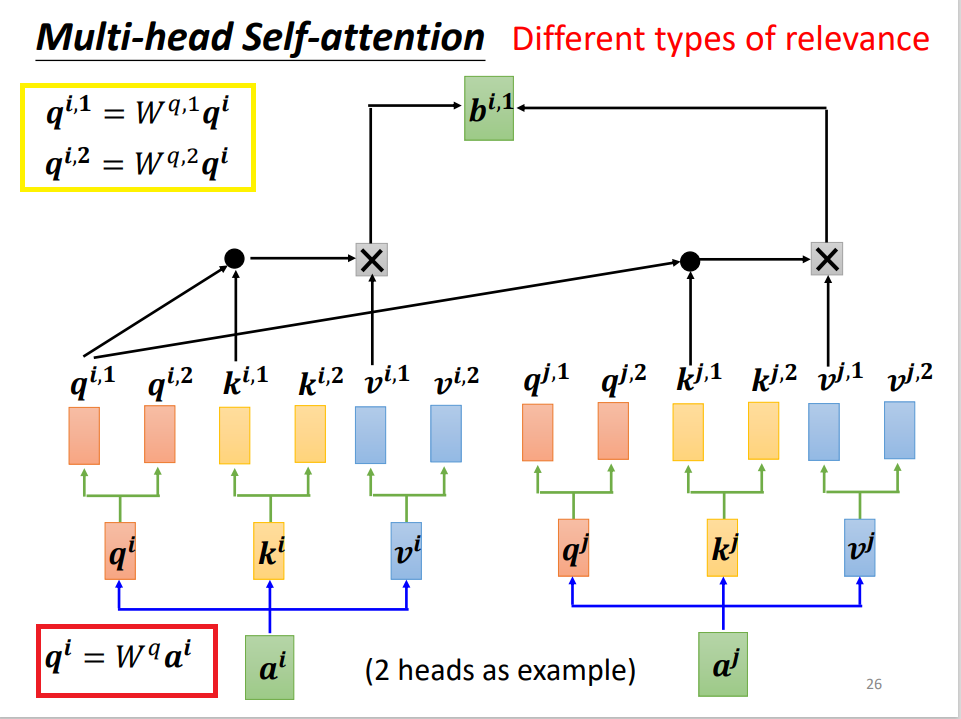 Multi-head Self-attention Different types of relevance
q^{i,1} = W^{q,1}q^i
q^{i,2} = W^{q,2}q^i
b^{i,1}
q^{i,1} q^{i,2} k^{i,1} k^{i,2} v^{i,1} v^{i,2} q^{j,1} q^{j,2} k^{j,1} k^{j,2} v^{j,1} v^{j,2}
q^i k^i v^i q^j k^j v^j
q^i = W^q a^i
a^i (2 heads as example) a^j
26